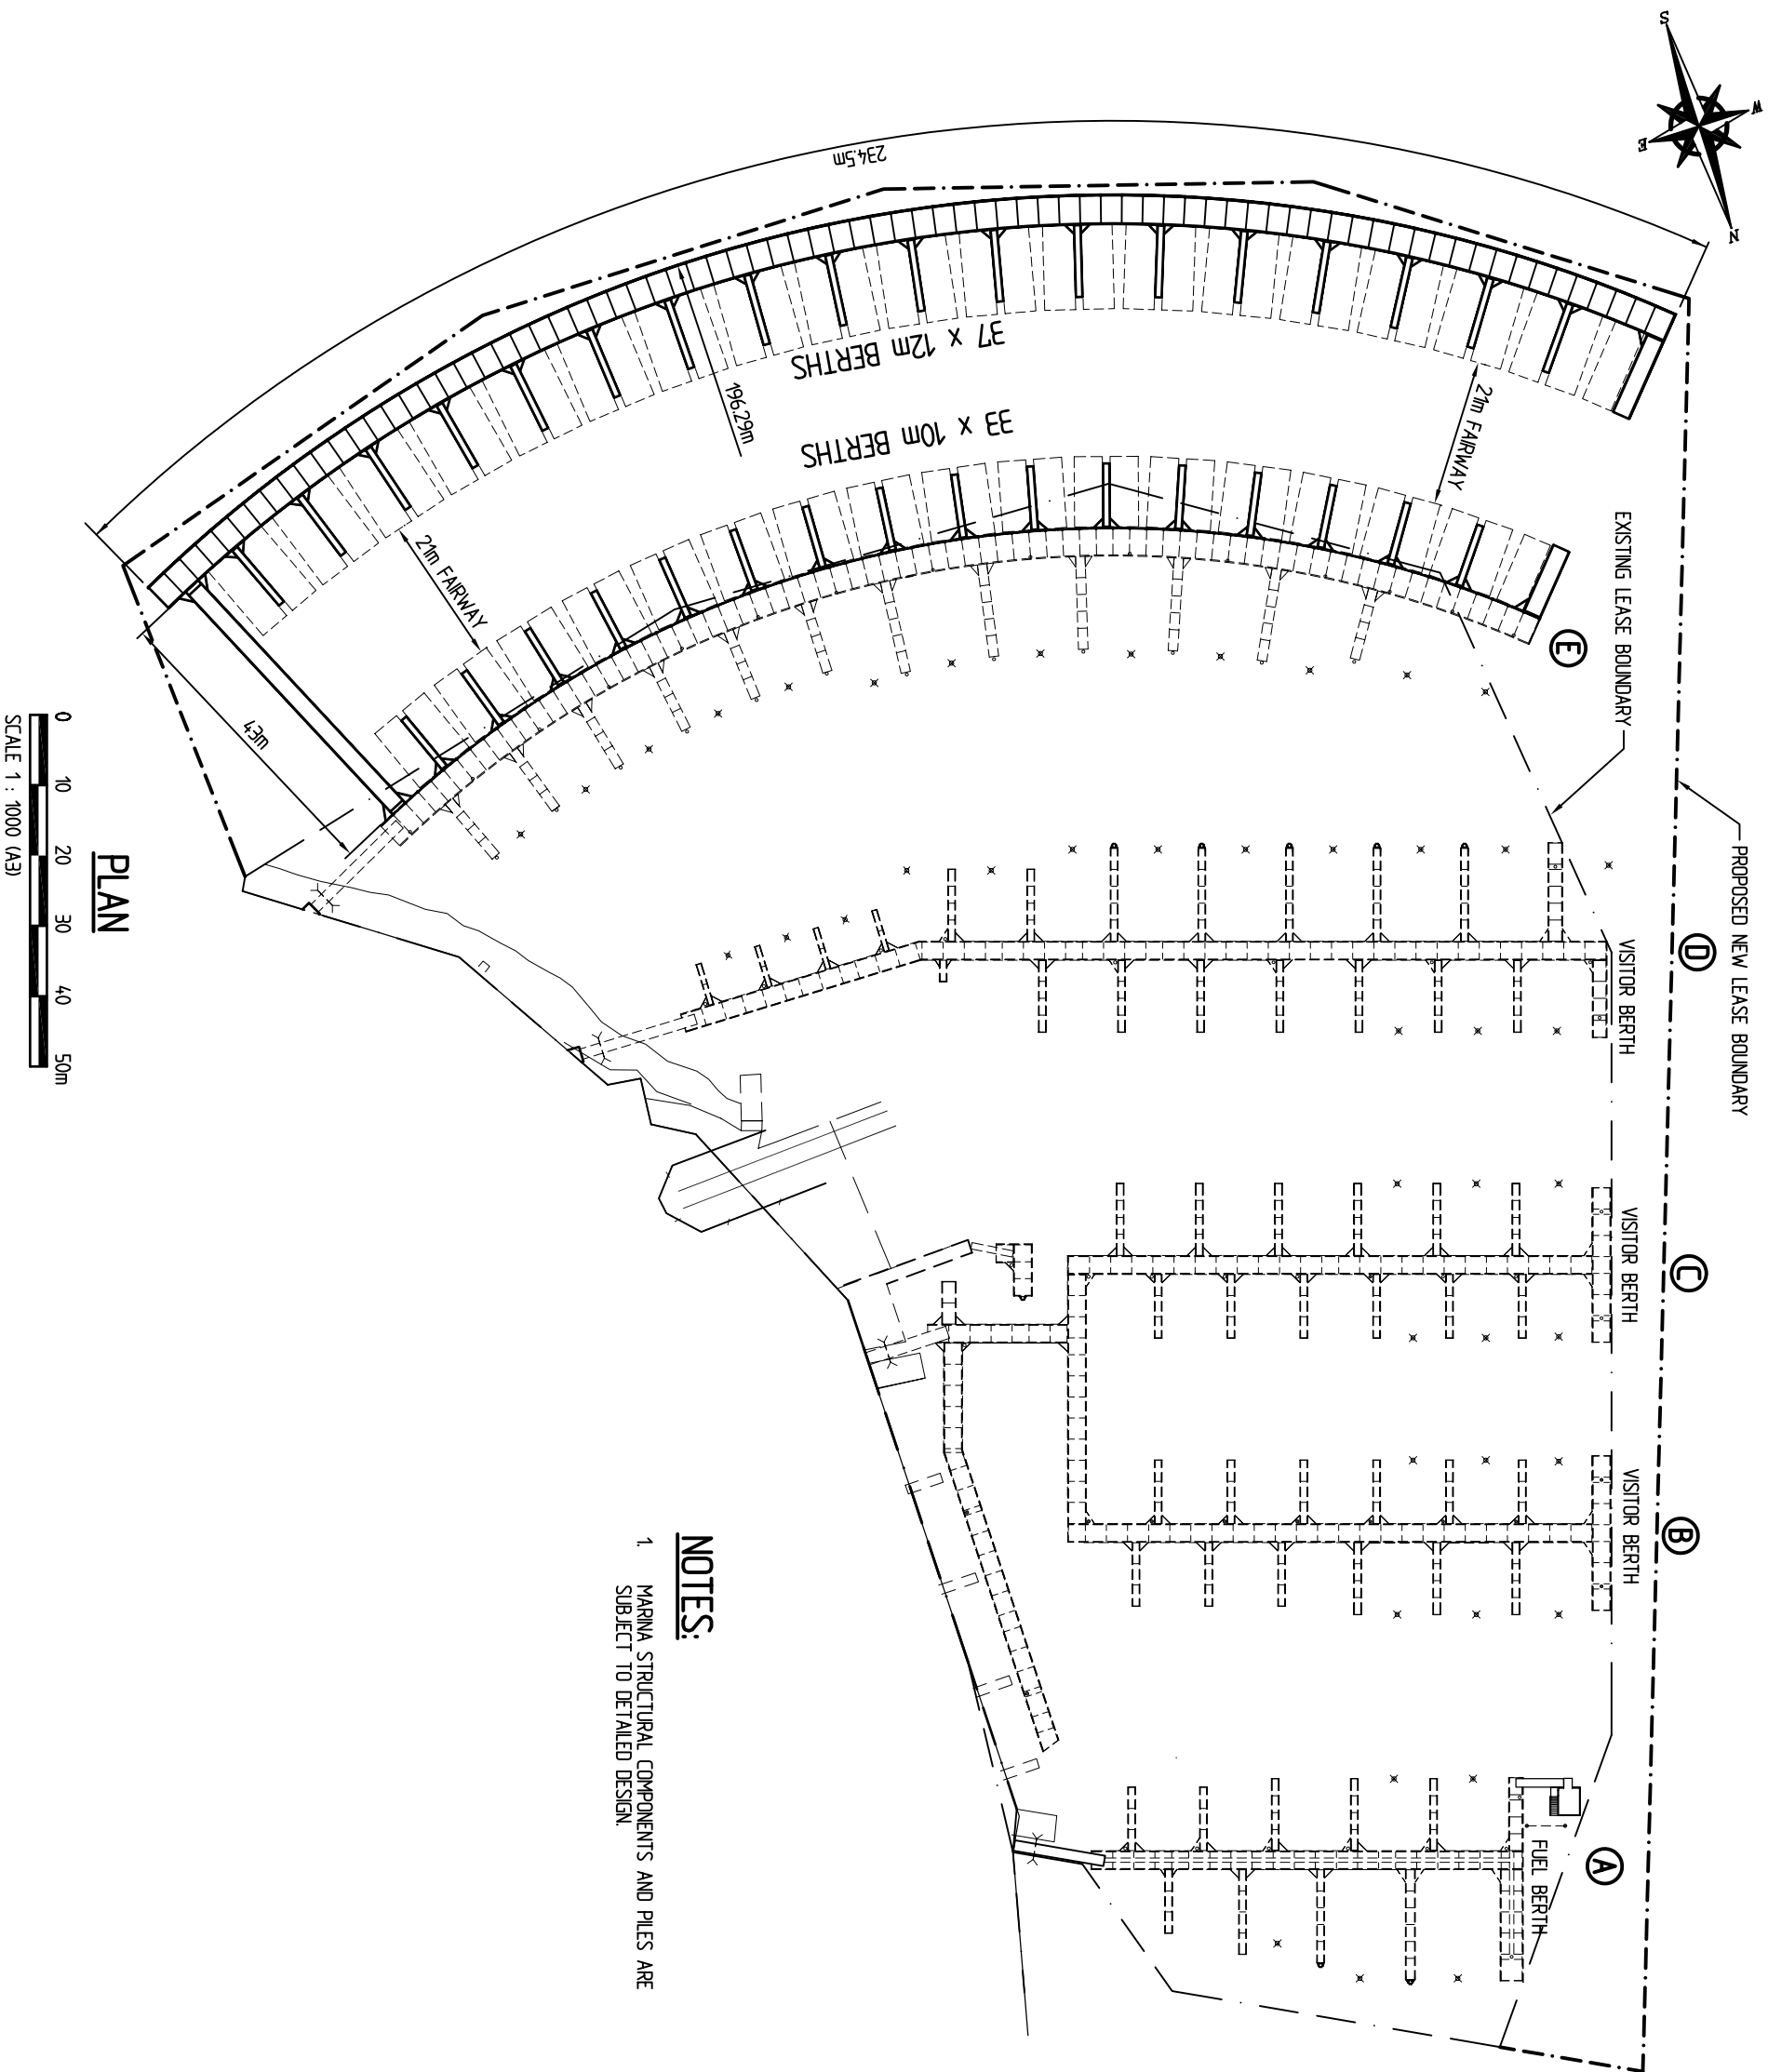 S
W
E
N
234.5m
37 x 12m BERTHS
196.29m
33 x 10m BERTHS
21m FAIRWAY
21m FAIRWAY
43m
EXISTING LEASE BOUNDARY
PROPOSED NEW LEASE BOUNDARY
E
D
VISITOR BERTH
C
VISITOR BERTH
B
VISITOR BERTH
A
FUEL BERTH
PLAN
0 10 20 30 40 50m
SCALE 1 : 1000 (A3)
NOTES:
1. MARINA STRUCTURAL COMPONENTS AND PILES ARE
SUBJECT TO DETAILED DESIGN.